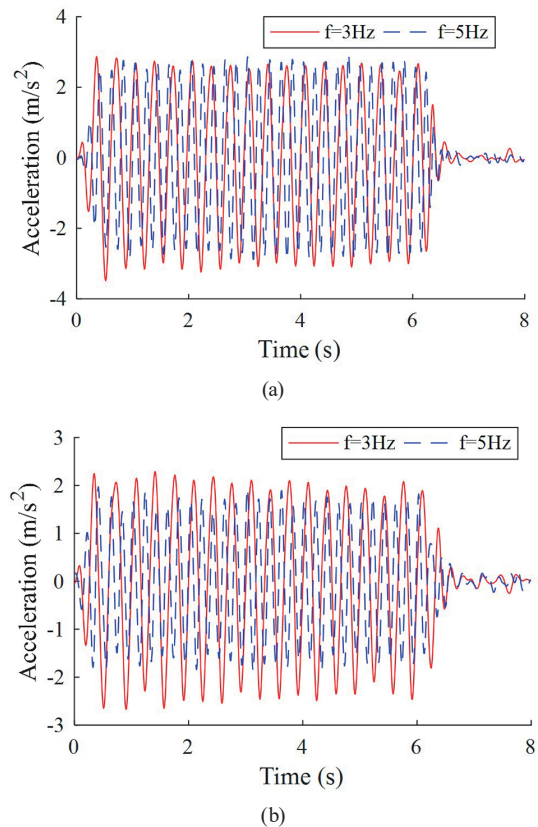 f=3Hz f=5Hz
4
2
0
-2
-4
Acceleration (m/s²)
0 2 4 6 8
Time (s)
(a)
f=3Hz f=5Hz
3
2
1
0
-1
-2
-3
Acceleration (m/s²)
0 2 4 6 8
Time (s)
(b)